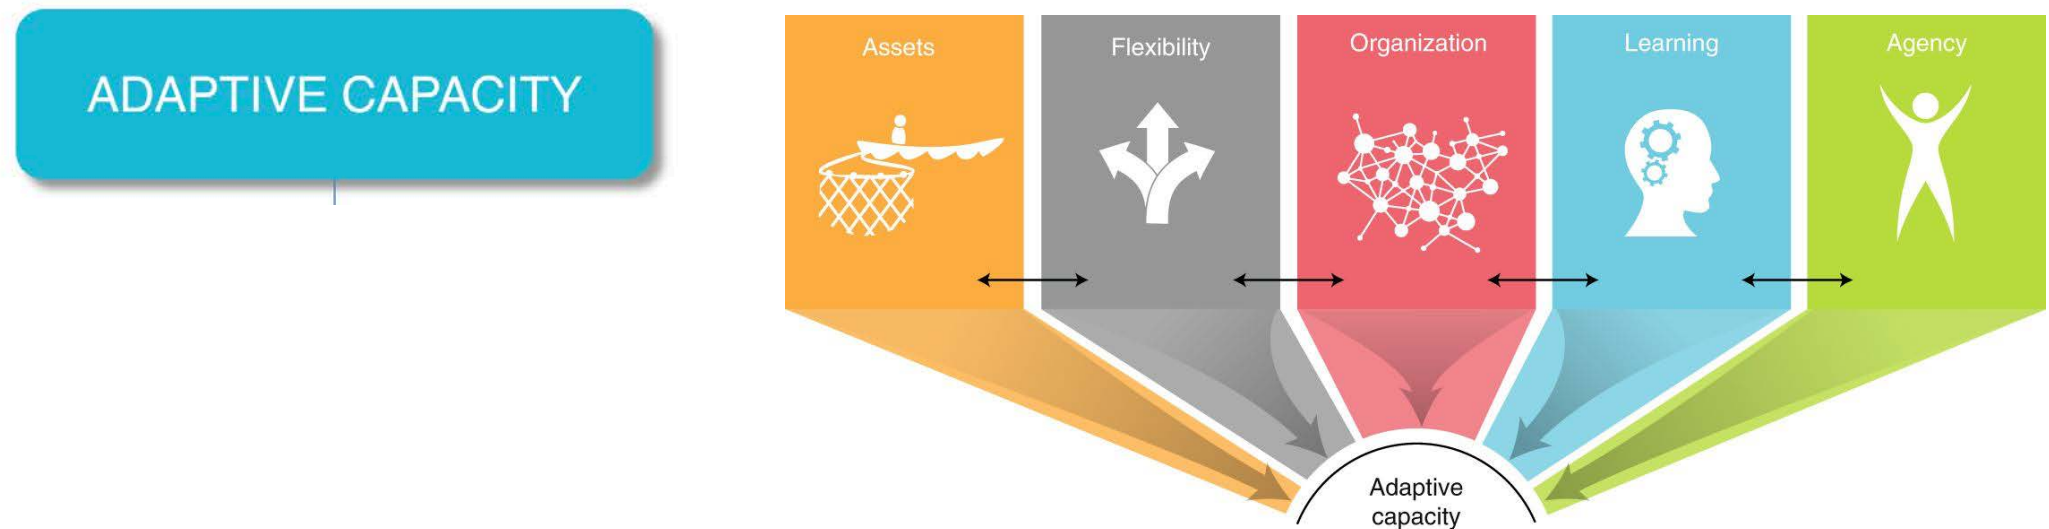 ADAPTIVE CAPACITY
Assets
Flexibility
Organization
Learning
Agency
Adaptive
capacity